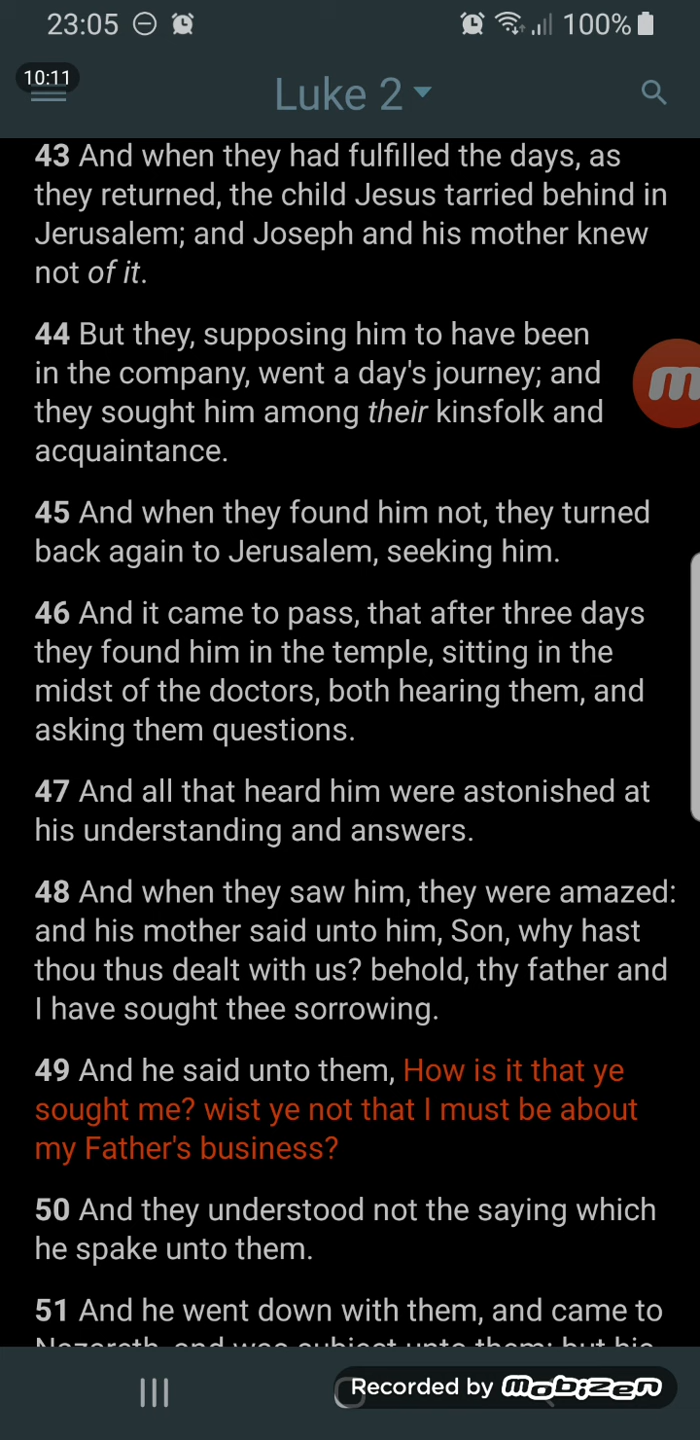 23:05 100%
10:11
Luke 2
43 And when they had fulfilled the days, as
they returned, the child Jesus tarried behind in
Jerusalem; and Joseph and his mother knew
not of it.
44 But they, supposing him to have been
in the company, went a day's journey; and
they sought him among their kinsfolk and
acquaintance.
45 And when they found him not, they turned
back again to Jerusalem, seeking him.
46 And it came to pass, that after three days
they found him in the temple, sitting in the
midst of the doctors, both hearing them, and
asking them questions.
47 And all that heard him were astonished at
his understanding and answers.
48 And when they saw him, they were amazed:
and his mother said unto him, Son, why hast
thou thus dealt with us? behold, thy father and
I have sought thee sorrowing.
49 And he said unto them, How is it that ye
sought me? wist ye not that I must be about
my Father's business?
50 And they understood not the saying which
he spake unto them.
51 And he went down with them, and came to
Nazareth, and was subject unto them: but his
Recorded by Mobizen